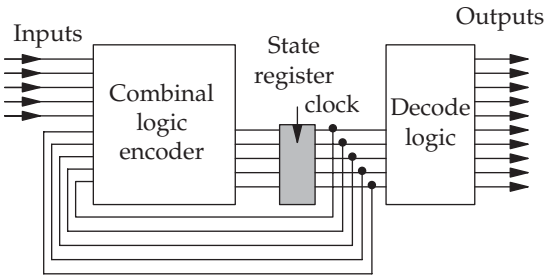 Inputs
Combinal
logic
encoder
State
register
clock
Decode
logic
Outputs